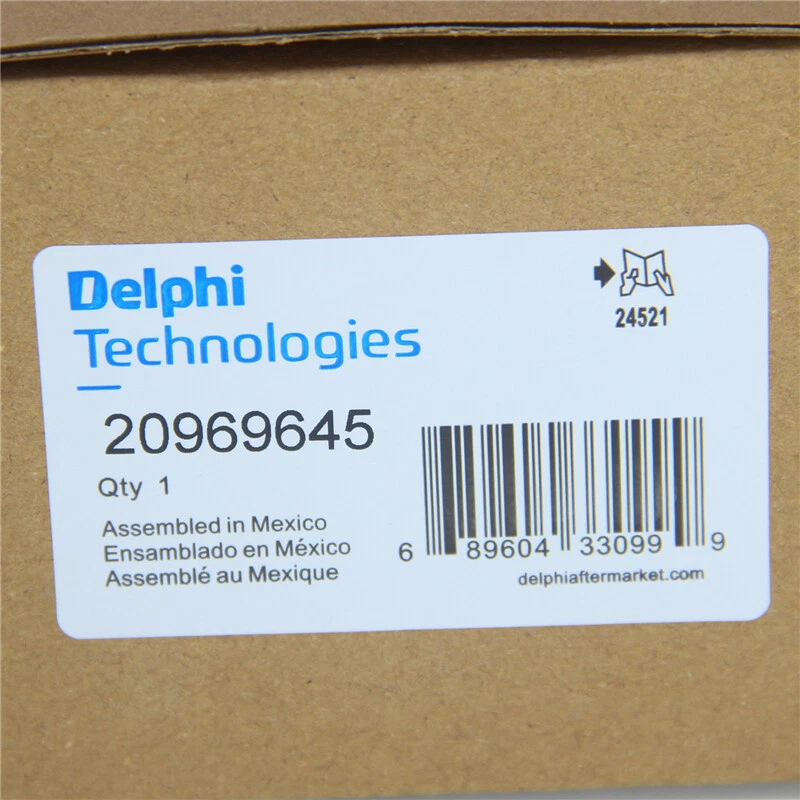 Delphi
Technologies
24521
20969645
Qty 1
Assembled in Mexico
Ensamblado en México
Assemblé au Mexique
6 89604 33099 9
delphiaftermarket.com